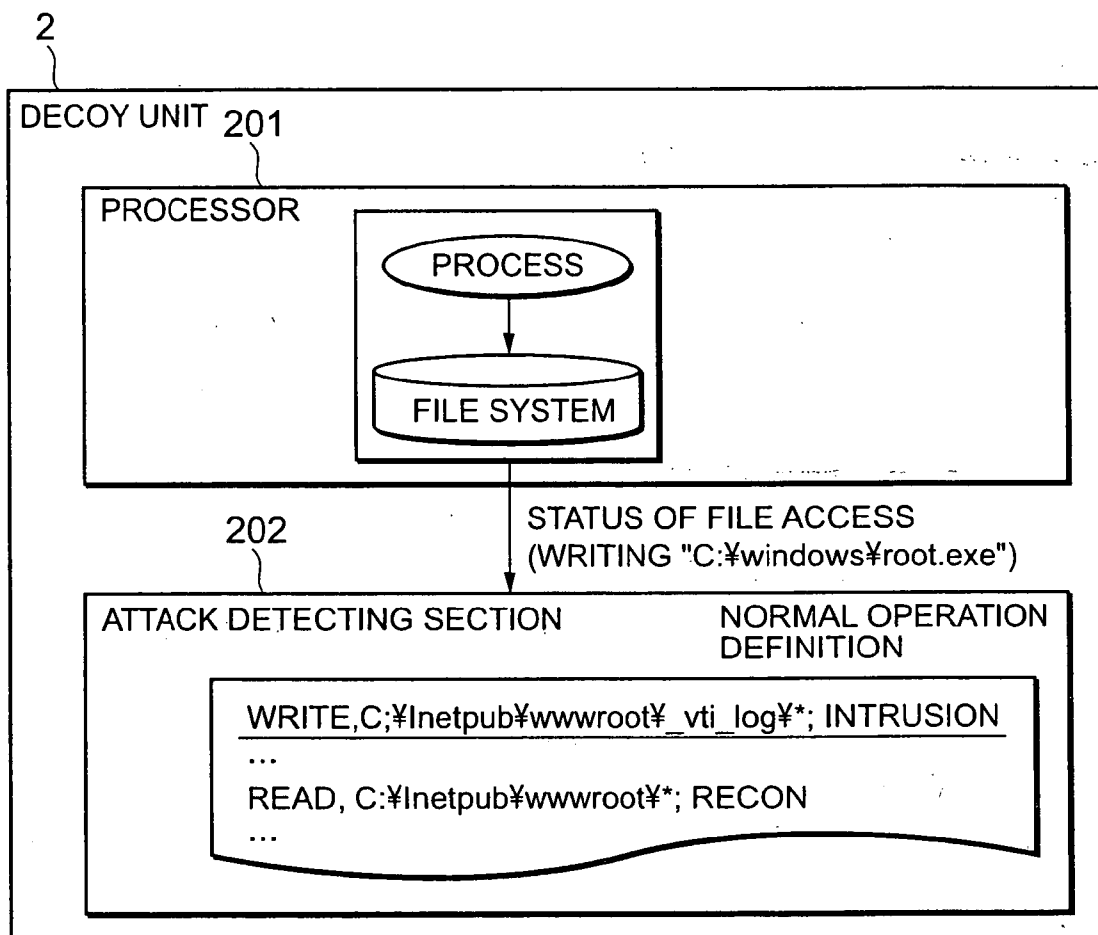 2
DECOY UNIT
201
PROCESSOR
PROCESS
FILE SYSTEM
STATUS OF FILE ACCESS
(WRITING "C:¥windows¥root.exe")
202
ATTACK DETECTING SECTION
NORMAL OPERATION
DEFINITION
WRITE,C;¥Inetpub¥wwwroot¥_vti_log¥*; INTRUSION
...
READ, C:¥Inetpub¥wwwroot¥*; RECON
...